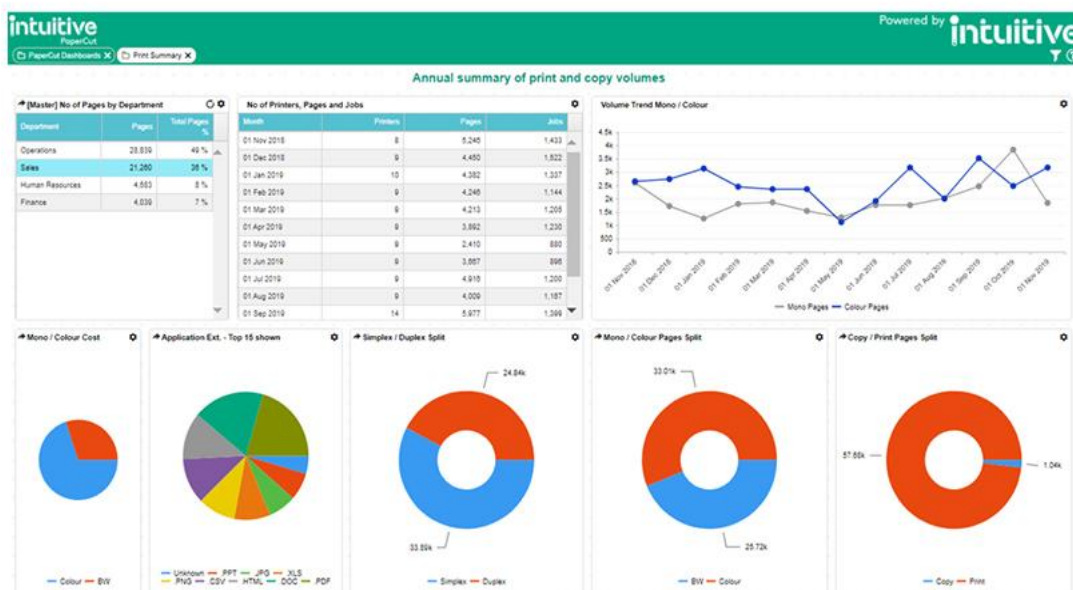 intuitive
PaperCut
Powered by intuitive
PaperCut Dashboards X Print Summary X
Annual summary of print and copy volumes
[Master] No of Pages by Department
Department Pages Total Pages %
Operations 28,839 49 %
Sales 21,260 36 %
Human Resources 4,583 8 %
Finance 4,039 7 %
No of Printers, Pages and Jobs
Month Printers Pages Jobs
01 Nov 2018 8 5,246 1,433
01 Dec 2018 9 4,450 1,522
01 Jan 2019 10 4,382 1,337
01 Feb 2019 9 4,246 1,144
01 Mar 2019 9 4,213 1,205
01 Apr 2019 9 3,892 1,230
01 May 2019 9 2,410 880
01 Jun 2019 9 3,667 896
01 Jul 2019 9 4,916 1,200
01 Aug 2019 9 4,009 1,187
01 Sep 2019 14 5,977 1,399
Volume Trend Mono / Colour
4.5k
4k
3.5k
3k
2.5k
2k
1.5k
1k
500
0
01 Nov 2018
01 Dec 2018
01 Jan 2019
01 Feb 2019
01 Mar 2019
01 Apr 2019
01 May 2019
01 Jun 2019
01 Jul 2019
01 Aug 2019
01 Sep 2019
01 Oct 2019
01 Nov 2019
Mono Pages Colour Pages
Mono / Colour Cost
Colour BW
Application Ext. - Top 15 shown
Unknown .PPT .JPG .XLS
.PNG .CSV .HTML .DOC .PDF
Simplex / Duplex Split
24.84k
33.89k
Simplex Duplex
Mono / Colour Pages Split
33.01k
25.72k
BW Colour
Copy / Print Pages Split
57.68k
1.04k
Copy Print